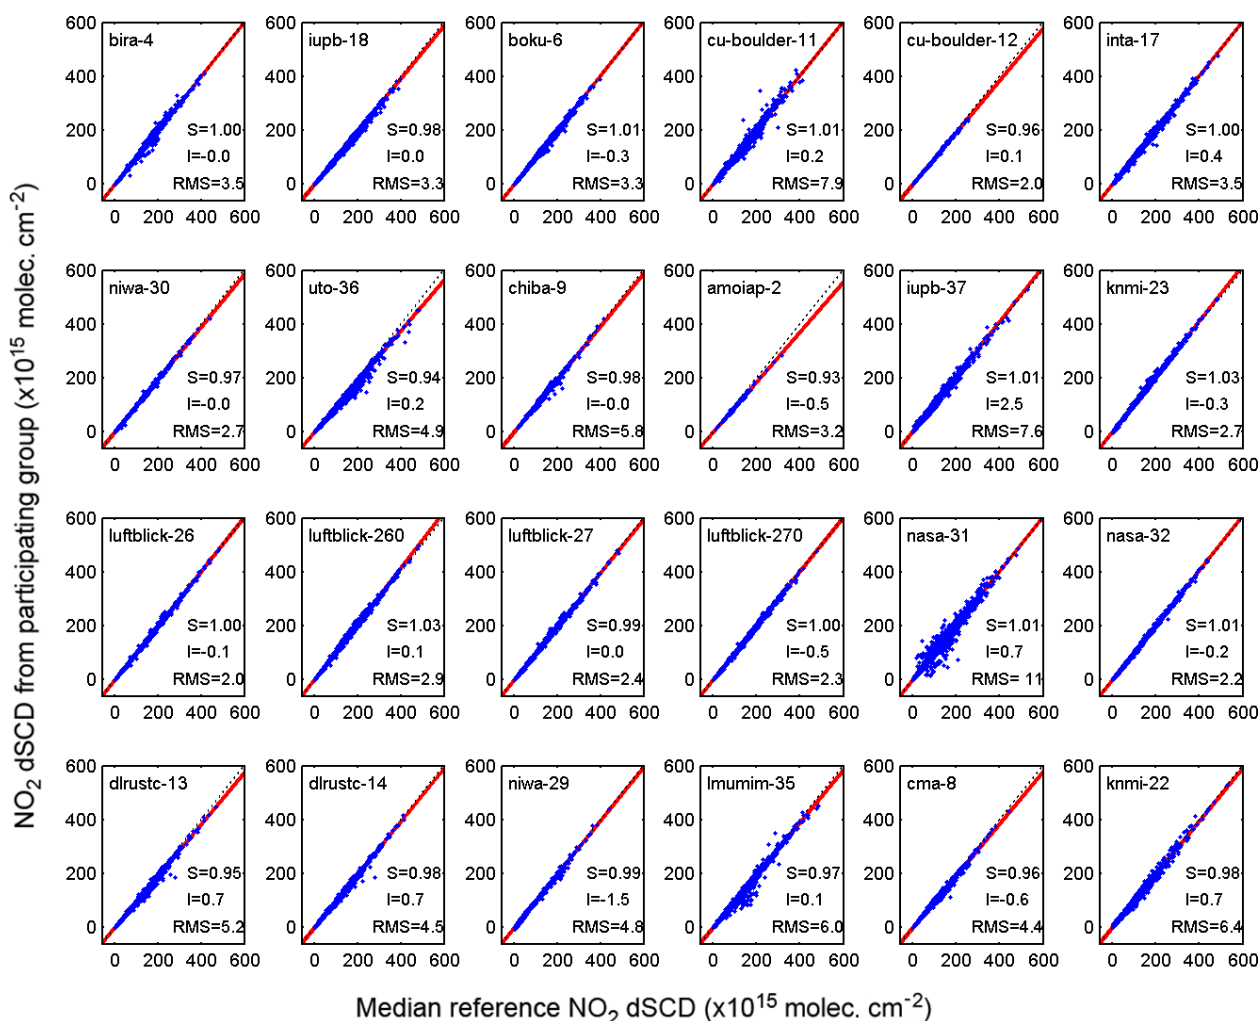 NO2 dSCD from participating group (x10^15 molec. cm^-2)
600
400
200
0
bira-4
S=1.00
I=-0.0
RMS=3.5
0 200 400 600
600
400
200
0
iupb-18
S=0.98
I=0.0
RMS=3.3
0 200 400 600
600
400
200
0
boku-6
S=1.01
I=-0.3
RMS=3.3
0 200 400 600
600
400
200
0
cu-boulder-11
S=1.01
I=0.2
RMS=7.9
0 200 400 600
600
400
200
0
cu-boulder-12
S=0.96
I=0.1
RMS=2.0
0 200 400 600
600
400
200
0
inta-17
S=1.00
I=0.4
RMS=3.5
0 200 400 600
600
400
200
0
niwa-30
S=0.97
I=-0.0
RMS=2.7
0 200 400 600
600
400
200
0
uto-36
S=0.94
I=0.2
RMS=4.9
0 200 400 600
600
400
200
0
chiba-9
S=0.98
I=-0.0
RMS=5.8
0 200 400 600
600
400
200
0
amoiap-2
S=0.93
I=-0.5
RMS=3.2
0 200 400 600
600
400
200
0
iupb-37
S=1.01
I=2.5
RMS=7.6
0 200 400 600
600
400
200
0
knmi-23
S=1.03
I=-0.3
RMS=2.7
0 200 400 600
600
400
200
0
luftblick-26
S=1.00
I=-0.1
RMS=2.0
0 200 400 600
600
400
200
0
luftblick-260
S=1.03
I=0.1
RMS=2.9
0 200 400 600
600
400
200
0
luftblick-27
S=0.99
I=0.0
RMS=2.4
0 200 400 600
600
400
200
0
luftblick-270
S=1.00
I=-0.5
RMS=2.3
0 200 400 600
600
400
200
0
nasa-31
S=1.01
I=0.7
RMS= 11
0 200 400 600
600
400
200
0
nasa-32
S=1.01
I=-0.2
RMS=2.2
0 200 400 600
600
400
200
0
dlrustc-13
S=0.95
I=0.7
RMS=5.2
0 200 400 600
600
400
200
0
dlrustc-14
S=0.98
I=0.7
RMS=4.5
0 200 400 600
600
400
200
0
niwa-29
S=0.99
I=-1.5
RMS=4.8
0 200 400 600
600
400
200
0
lmumim-35
S=0.97
I=0.1
RMS=6.0
0 200 400 600
600
400
200
0
cma-8
S=0.96
I=-0.6
RMS=4.4
0 200 400 600
600
400
200
0
knmi-22
S=0.98
I=0.7
RMS=6.4
0 200 400 600
Median reference NO2 dSCD (x10^15 molec. cm^-2)